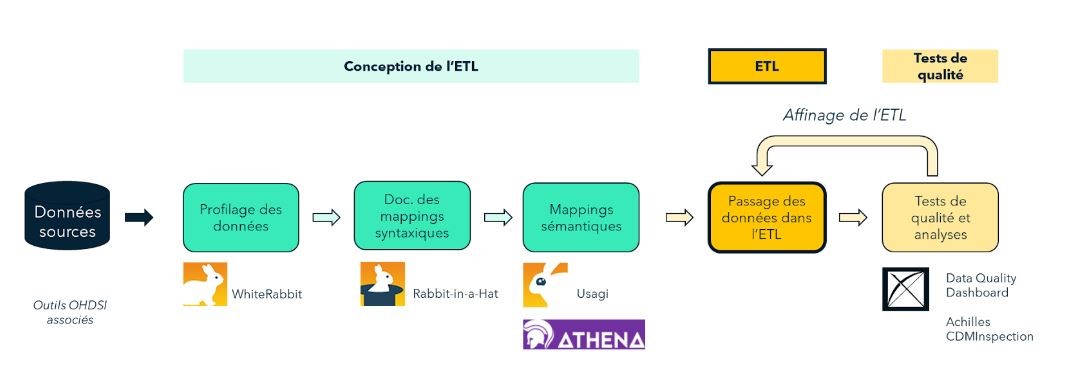 Conception de l'ETL
ETL
Tests de
qualité
Affinage de l'ETL
Données
sources
Profilage des
données
Doc. des
mappings
syntaxiques
Mappings
sémantiques
Passage des
données dans
l'ETL
Tests de
qualité et
analyses
Outils OHDSI
associés
WhiteRabbit
Rabbit-in-a-Hat
Usagi
ATHENA
Data Quality
Dashboard
Achilles
CDMInspection